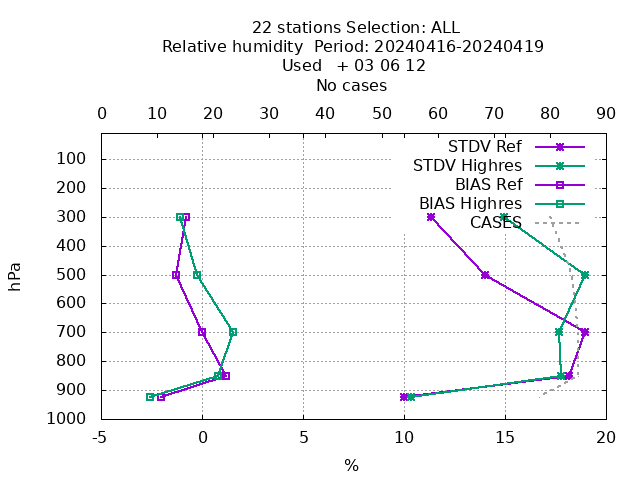 22 stations Selection: ALL
Relative humidity  Period: 20240416-20240419
Used   + 03 06 12
No cases
0 10 20 30 40 50 60 70 80 90
STDV Ref
STDV Highres
BIAS Ref
BIAS Highres
CASES
100
200
300
400
500
600
700
800
900
1000
hPa
-5 0 5 10 15 20
%